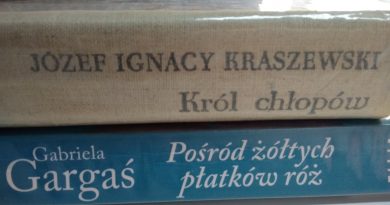 JÓZEF IGNACY KRASZEWSKI
Król chłopów
Gabriela
Gargaś
Pośród żółtych
płatków róż